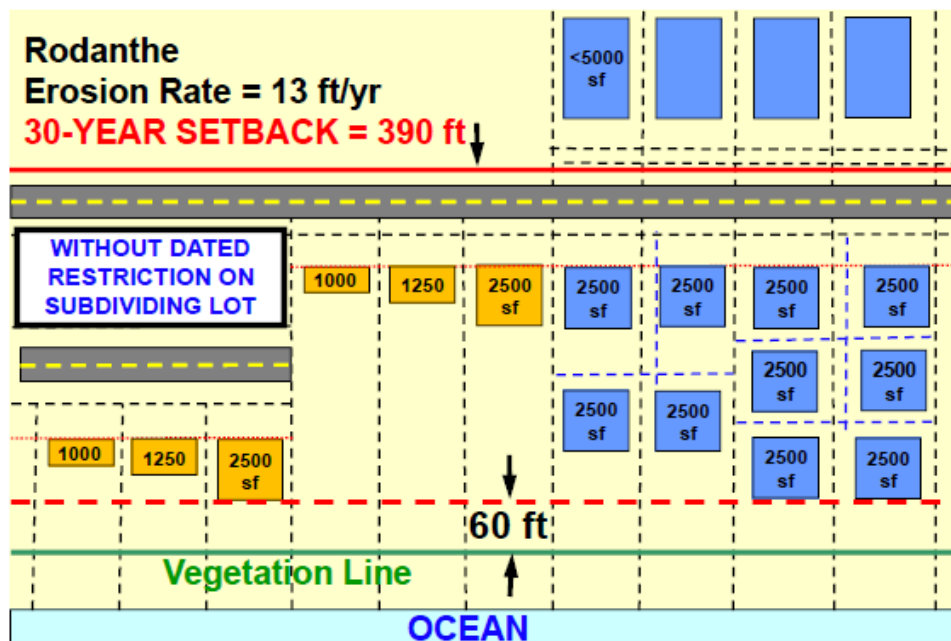 Rodanthe
Erosion Rate = 13 ft/yr
30-YEAR SETBACK = 390 ft
<5000
sf
WITHOUT DATED
RESTRICTION ON
SUBDIVIDING LOT
1000
1250
2500
sf
2500
sf
2500
sf
2500
sf
2500
sf
2500
sf
2500
sf
2500
sf
2500
sf
1000
1250
2500
sf
2500
sf
2500
sf
60 ft
Vegetation Line
OCEAN